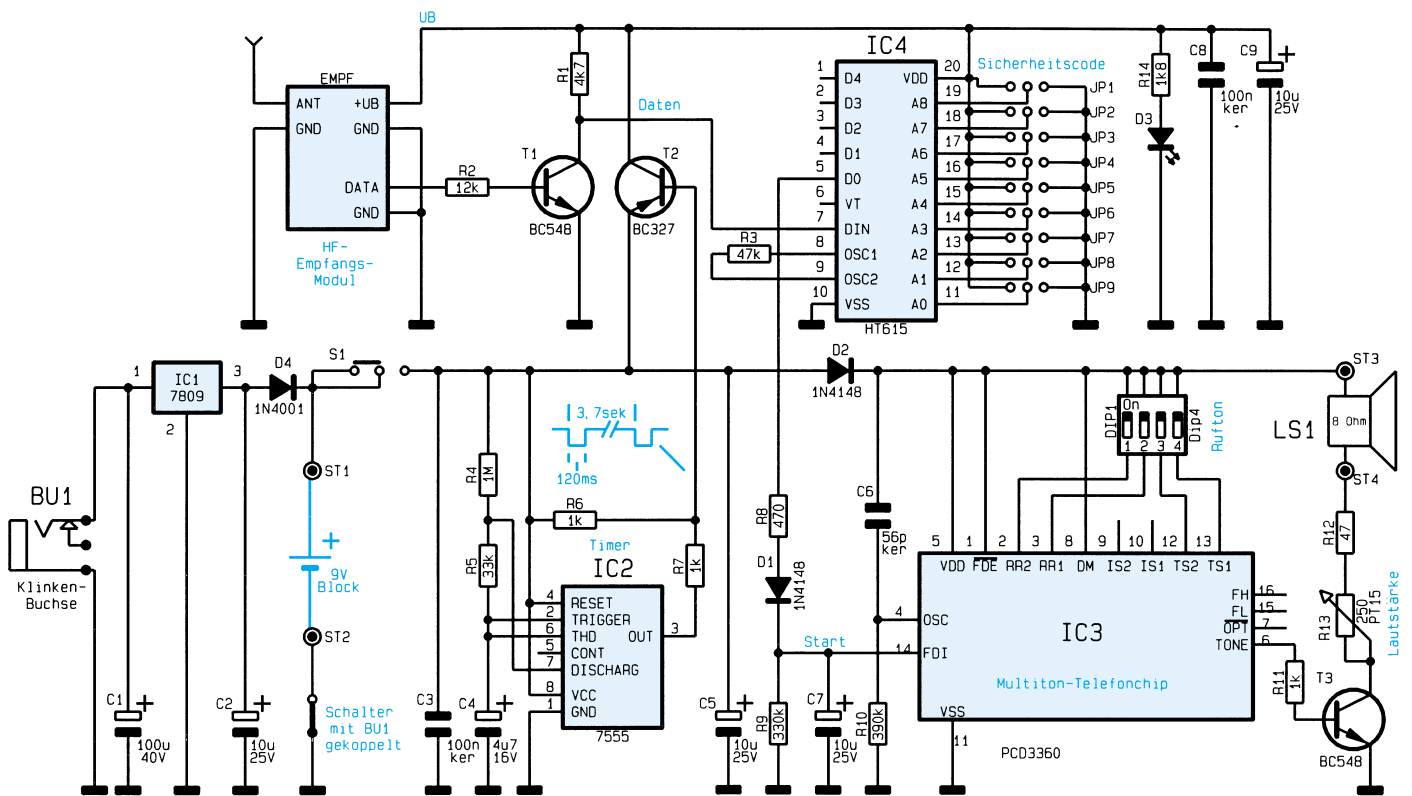 UB
EMPF
ANT
+UB
GND
GND
DATA
GND
HF-
Empfangs-
Modul
R2
12k
R1
4k7
T1
BC548
T2
BC327
Daten
IC4
1
D4
2
D3
3
D2
4
D1
5
D0
6
VT
7
DIN
8
OSC1
9
OSC2
10
VSS
VDD
20
A8
19
A7
18
A6
17
A5
16
A4
15
A3
14
A2
13
A1
12
A0
11
HT615
R3
47k
Sicherheitscode
JP1
JP2
JP3
JP4
JP5
JP6
JP7
JP8
JP9
R14
1k8
D3
C8
100n
ker
C9
+
10u
25V
1
IC1
7809
3
2
D4
1N4001
S1
ST1
+
9V
Block
ST2
Schalter
mit BU1
gekoppelt
BU1
Klinken-
Buchse
C1
+
100u
40V
C2
+
10u
25V
C3
100n
ker
C4
+
4u7
16V
R4
1M
R5
33k
3,7sek
120ms
R6
1k
R7
1k
Timer
IC2
4
RESET
2
TRIGGER
6
THD
OUT
3
5
CONT
7
DISCHARG
8
VCC
1
GND
7555
D2
1N4148
C5
+
10u
25V
R8
470
D1
1N4148
Start
R9
330k
C7
+
10u
25V
R10
390k
C6
56p
ker
DIP1
On
Dip4
1 2 3 4
Rufton
5
1
2
3
8
9
10
11
12
13
VDD
FDE
RR2
RR1
DM
IS2
IS1
TS2
TS1
4
OSC
14
FDI
IC3
Multiton-Telefonchip
FH
16
FL
15
OPT
7
TONE
6
VSS
11
PCD3360
ST3
LS1
8 Ohm
ST4
R12
47
R13
250
PT15
Lautstärke
R11
1k
T3
BC548